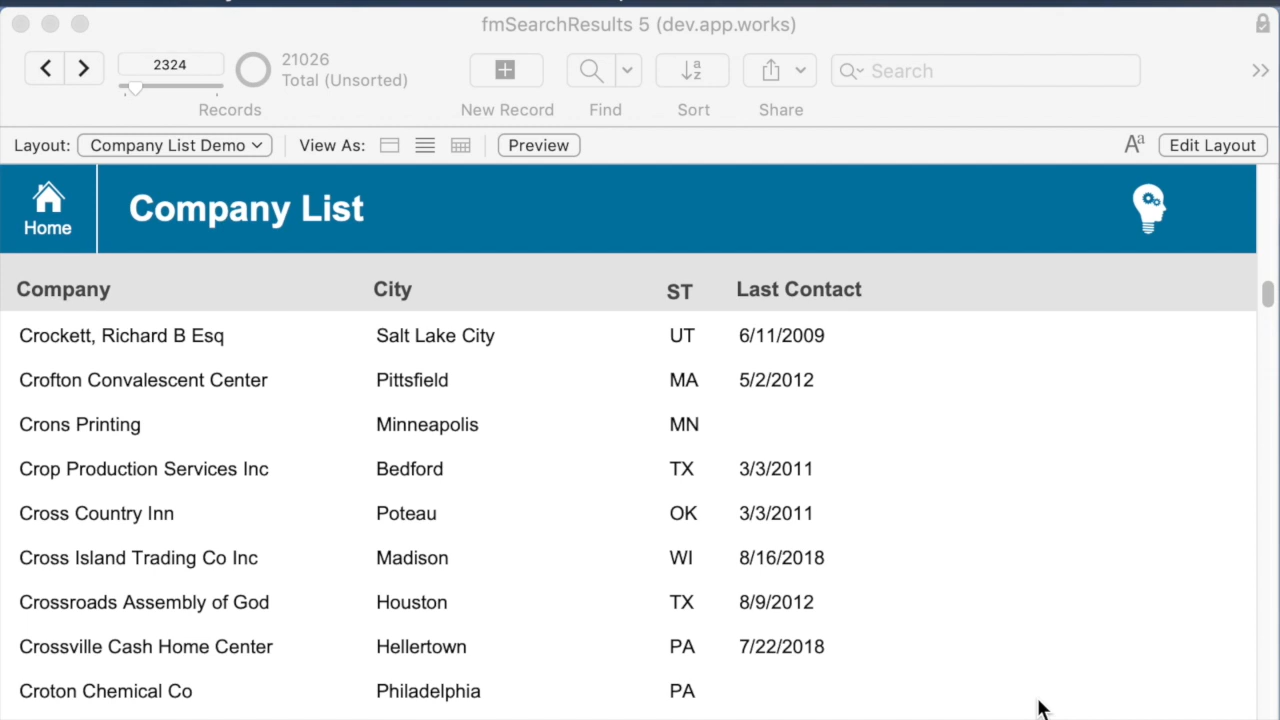 fmSearchResults 5 (dev.app.works)
2324
21026
Total (Unsorted)
Search
Records
New Record
Find
Sort
Share
Layout: Company List Demo View As: Preview Aa Edit Layout
Home
Company List
Company City ST Last Contact
Crockett, Richard B Esq Salt Lake City UT 6/11/2009
Crofton Convalescent Center Pittsfield MA 5/2/2012
Crons Printing Minneapolis MN
Crop Production Services Inc Bedford TX 3/3/2011
Cross Country Inn Poteau OK 3/3/2011
Cross Island Trading Co Inc Madison WI 8/16/2018
Crossroads Assembly of God Houston TX 8/9/2012
Crossville Cash Home Center Hellertown PA 7/22/2018
Croton Chemical Co Philadelphia PA